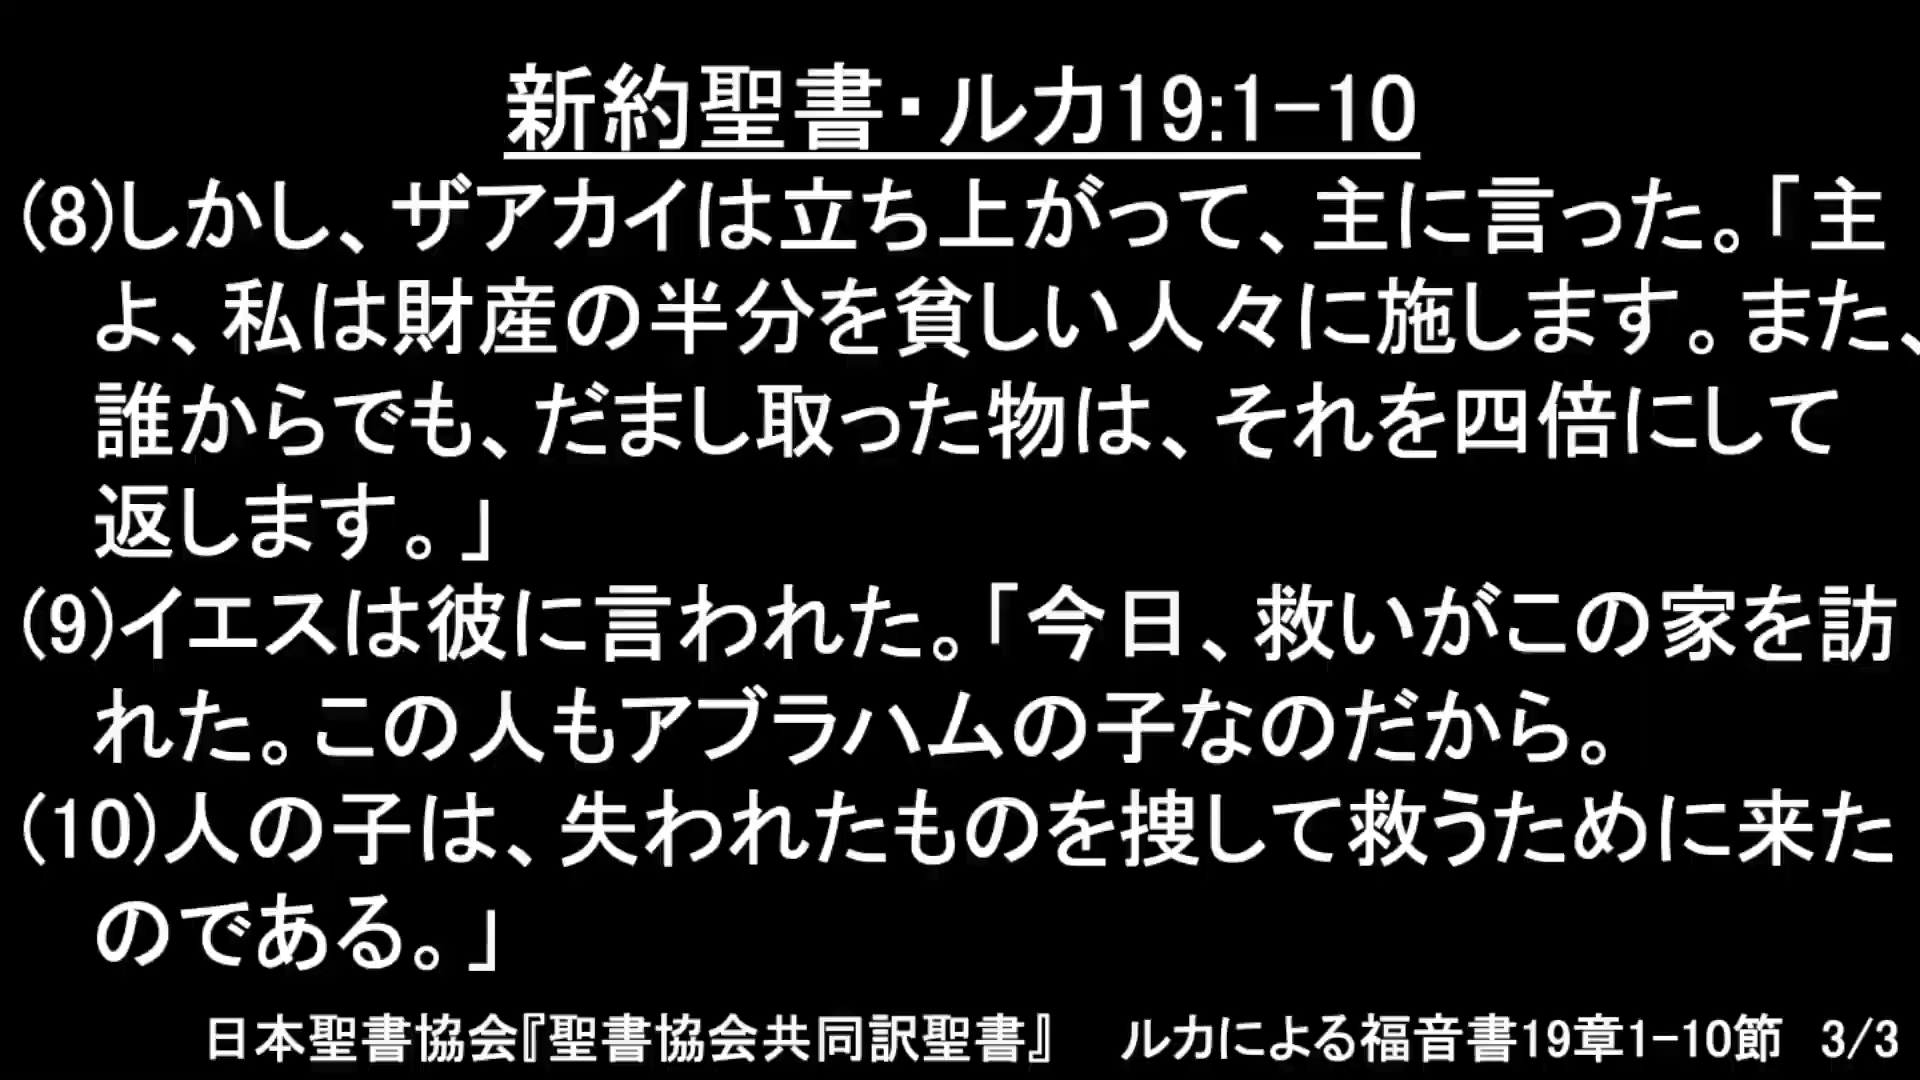 新約聖書・ルカ19:1-10
(8)しかし、ザアカイは立ち上がって、主に言った。「主
よ、私は財産の半分を貧しい人々に施します。また、
誰からでも、だまし取った物は、それを四倍にして
返します。」
(9)イエスは彼に言われた。「今日、救いがこの家を訪
れた。この人もアブラハムの子なのだから。
(10)人の子は、失われたものを捜して救うために来た
のである。」
日本聖書協会『聖書協会共同訳聖書』　ルカによる福音書19章1-10節　3/3